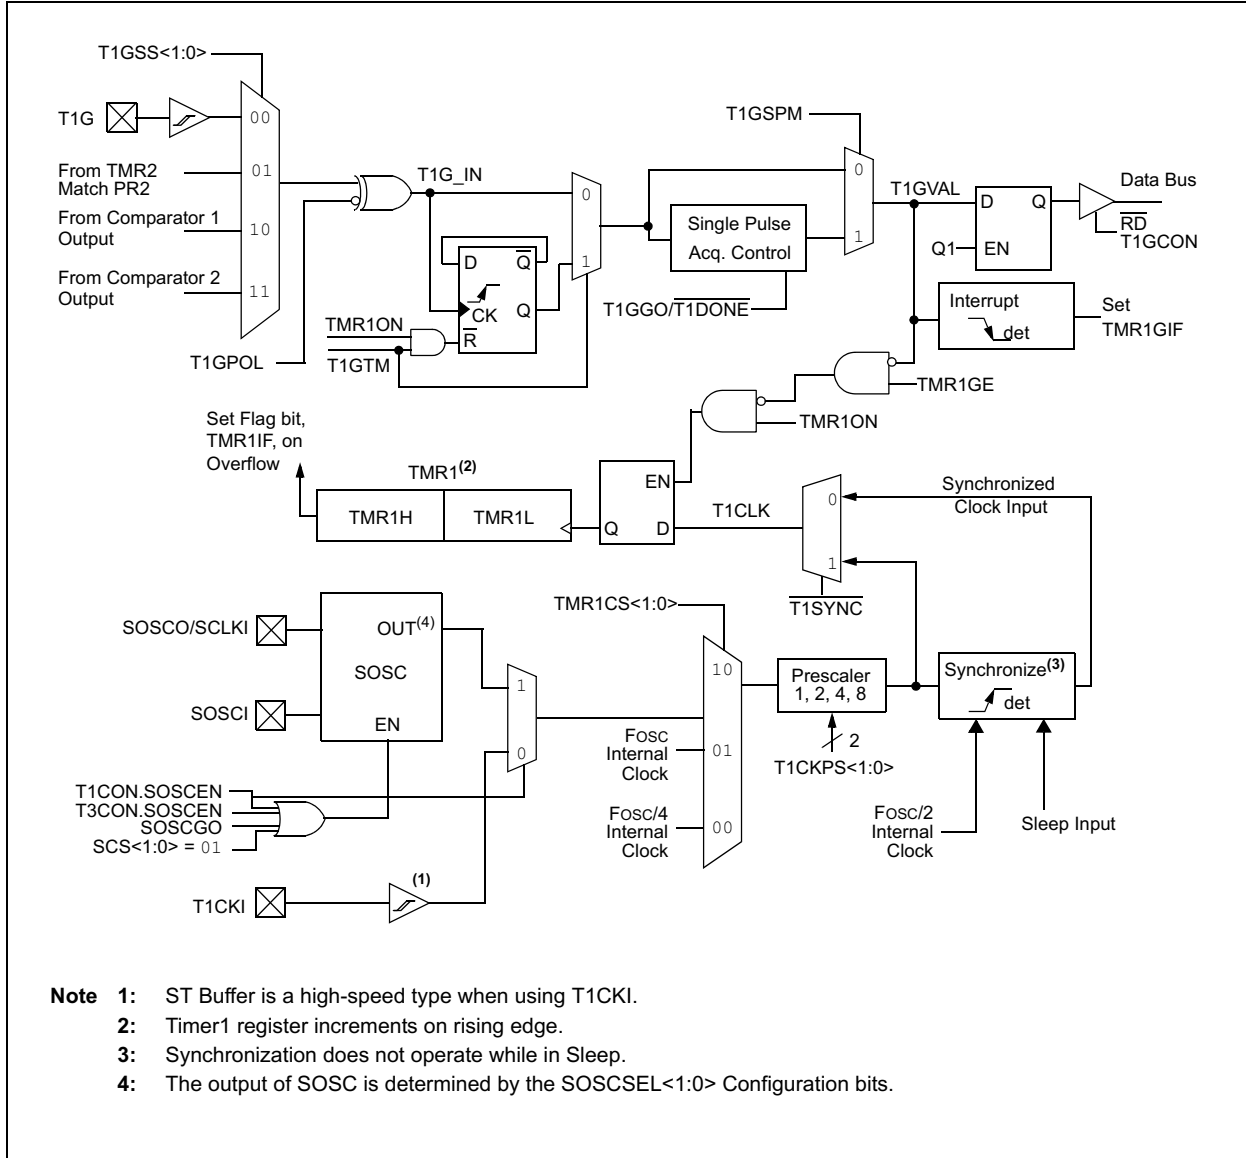 T1GSS<1:0>
T1G
00
From TMR2
Match PR2
01
From Comparator 1
Output
10
From Comparator 2
Output
11
T1GPOL
T1G_IN
D
Q
CK
Q
R
TMR1ON
T1GTM
0
1
T1GSPM
Single Pulse
Acq. Control
T1GGO/T1DONE
0
1
T1GVAL
D
Q
Q1
EN
Data Bus
RD
T1GCON
Interrupt
det
Set
TMR1GIF
TMR1GE
TMR1ON
Set Flag bit,
TMR1IF, on
Overflow
TMR1(2)
TMR1H
TMR1L
EN
Q
D
T1CLK
0
1
Synchronized
Clock Input
T1SYNC
SOSCO/SCLKI
OUT(4)
SOSC
SOSCI
EN
1
0
TMR1CS<1:0>
10
FOSC
Internal
Clock
01
FOSC/4
Internal
Clock
00
Prescaler
1, 2, 4, 8
2
T1CKPS<1:0>
Synchronize(3)
det
FOSC/2
Internal
Clock
Sleep Input
T1CON.SOSCEN
T3CON.SOSCEN
SOSCGO
SCS<1:0> = 01
T1CKI
(1)
Note 1: ST Buffer is a high-speed type when using T1CKI.
2: Timer1 register increments on rising edge.
3: Synchronization does not operate while in Sleep.
4: The output of SOSC is determined by the SOSCSEL<1:0> Configuration bits.